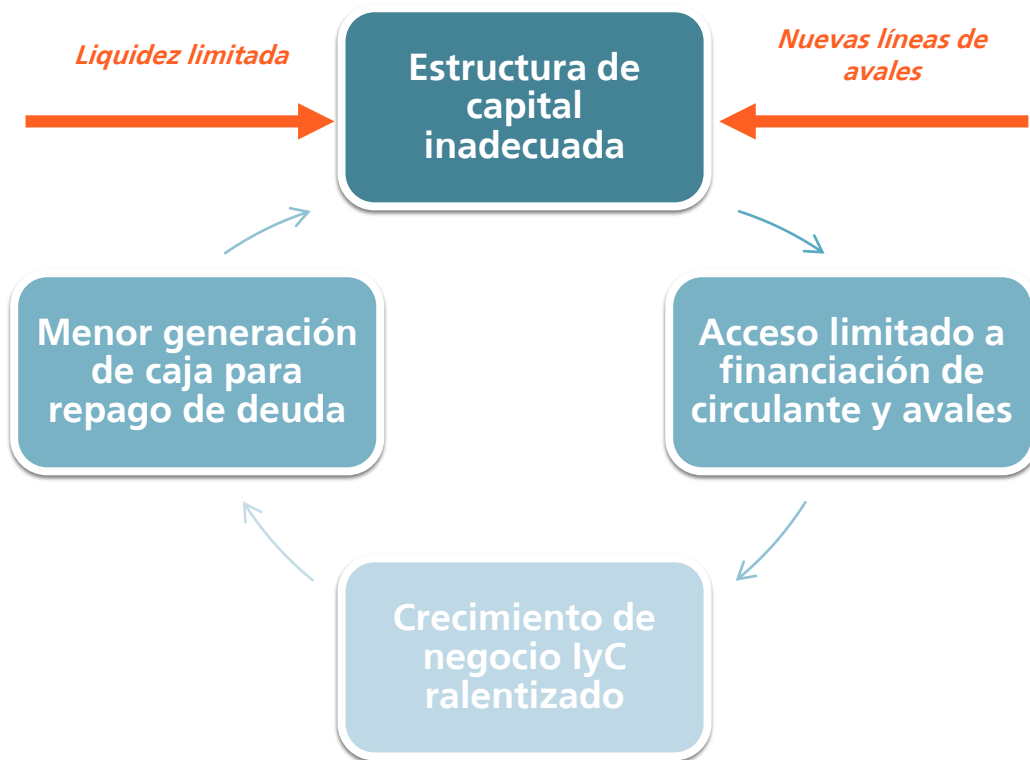 Liquidez limitada
Nuevas líneas de
avales
Estructura de
capital
inadecuada
Menor generación
de caja para
repago de deuda
Acceso limitado a
financiación de
circulante y avales
Crecimiento de
negocio IyC
ralentizado